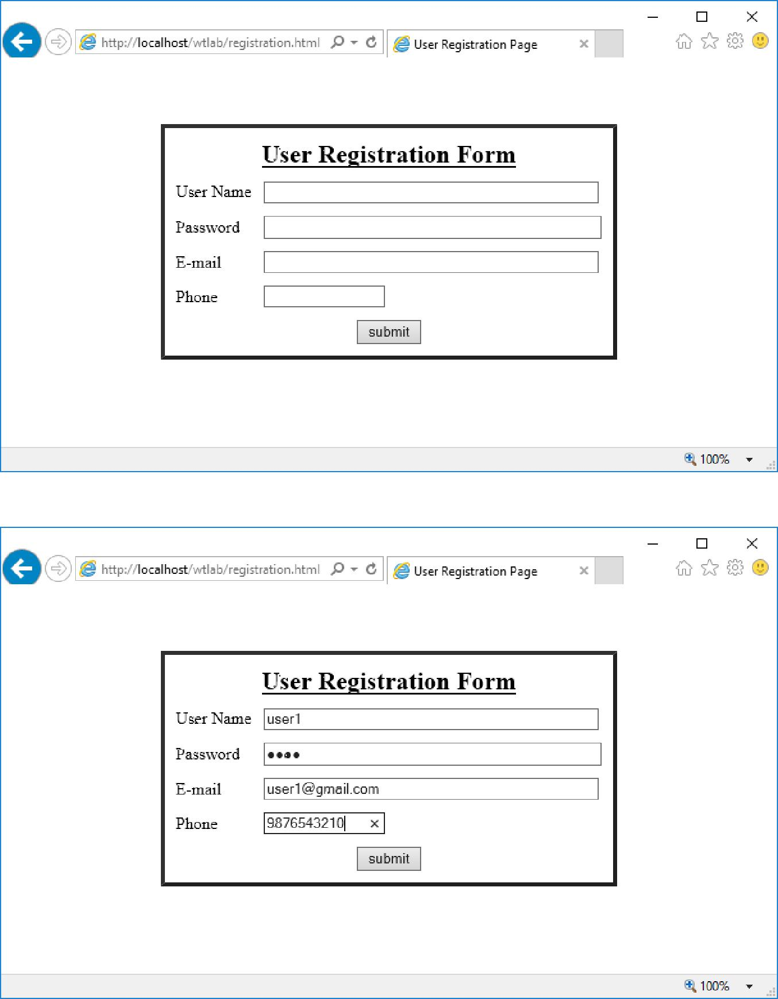 http://localhost/wtlab/registration.html
User Registration Page
User Registration Form
User Name
Password
E-mail
Phone
submit
100%
http://localhost/wtlab/registration.html
User Registration Page
User Registration Form
User Name user1
Password ●●●●
E-mail user1@gmail.com
Phone 9876543210
submit
100%